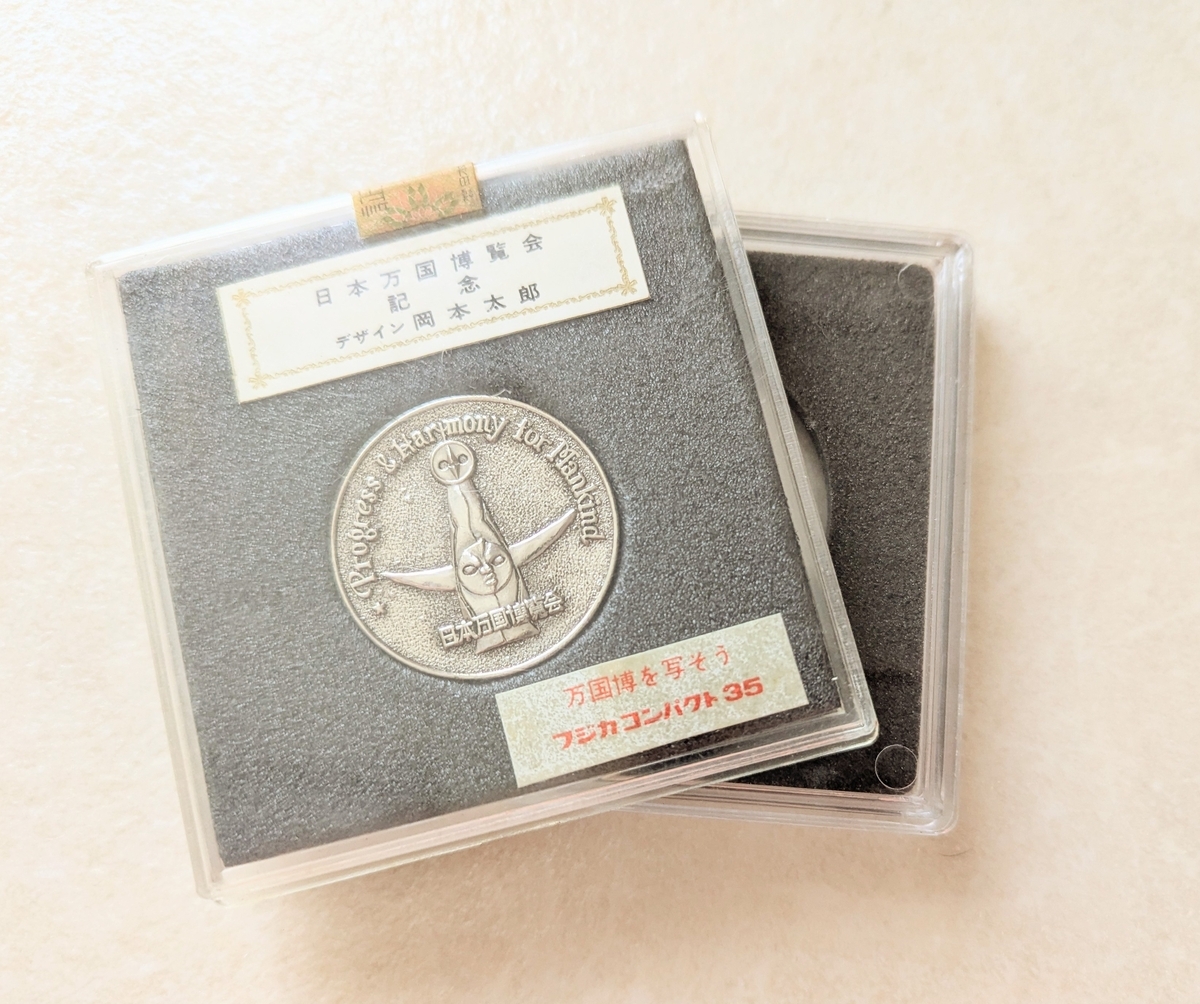 日本万国博覧会
記念
デザイン 岡本太郎
Progress & Harmony for Mankind
日本万国博覧会
万国博を写そう
フジカコンパクト35